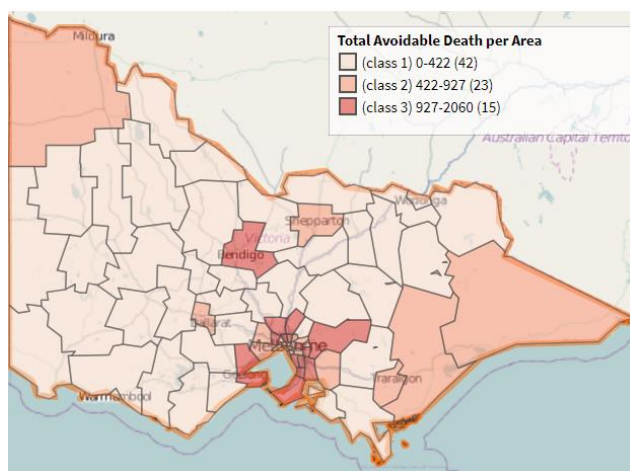 Mildura
Total Avoidable Death per Area
(class 1) 0-422 (42)
(class 2) 422-927 (23)
(class 3) 927-2060 (15)
Australian Capital Territo
Wodonga
Shepparton
Victoria
Bendigo
Ballarat
Melbourne
Geelong
Traralgon
Warrnambool